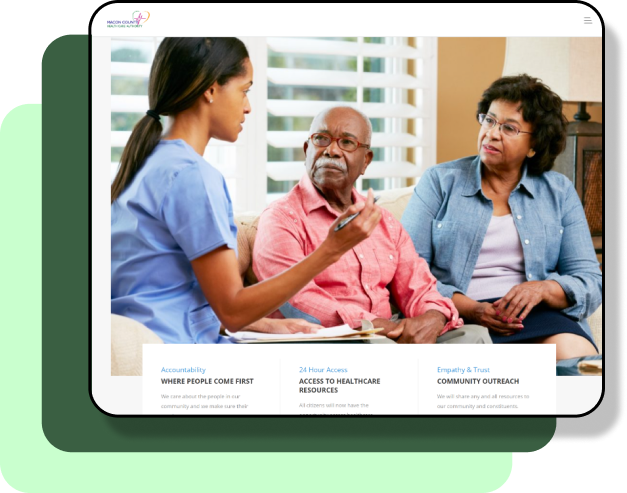 MACON COUNTY
HEALTH CARE AUTHORITY
Accountability
WHERE PEOPLE COME FIRST
We care about the people in our
community and we make sure their
24 Hour Access
ACCESS TO HEALTHCARE
RESOURCES
All citizens will now have the
Empathy & Trust
COMMUNITY OUTREACH
We will share any and all resources to
our community and constituents.